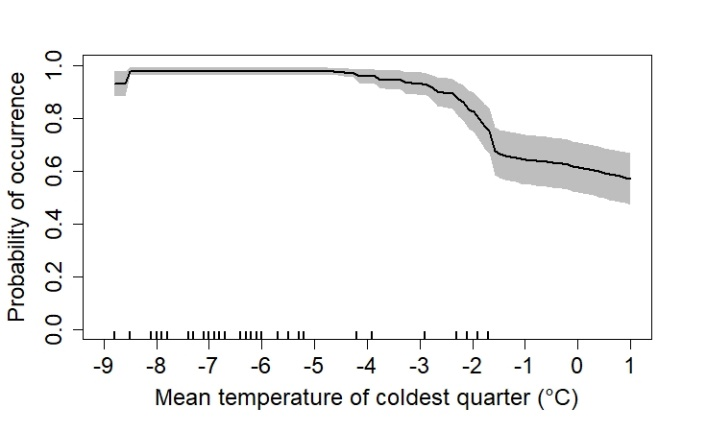 Probability of occurrence
1.0
0.8
0.6
0.4
0.2
0.0
-9 -8 -7 -6 -5 -4 -3 -2 -1 0 1
Mean temperature of coldest quarter (°C)